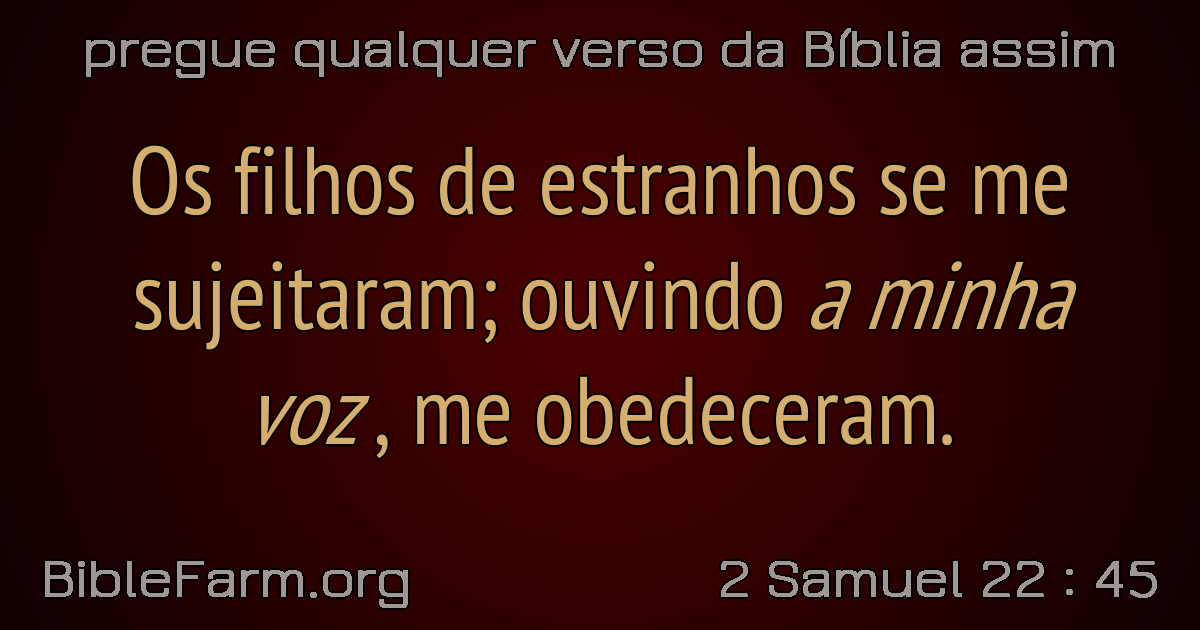 pregue qualquer verso da Bíblia assim
Os filhos de estranhos se me
sujeitaram; ouvindo a minha
voz , me obedeceram.
BibleFarm.org
2 Samuel 22 : 45